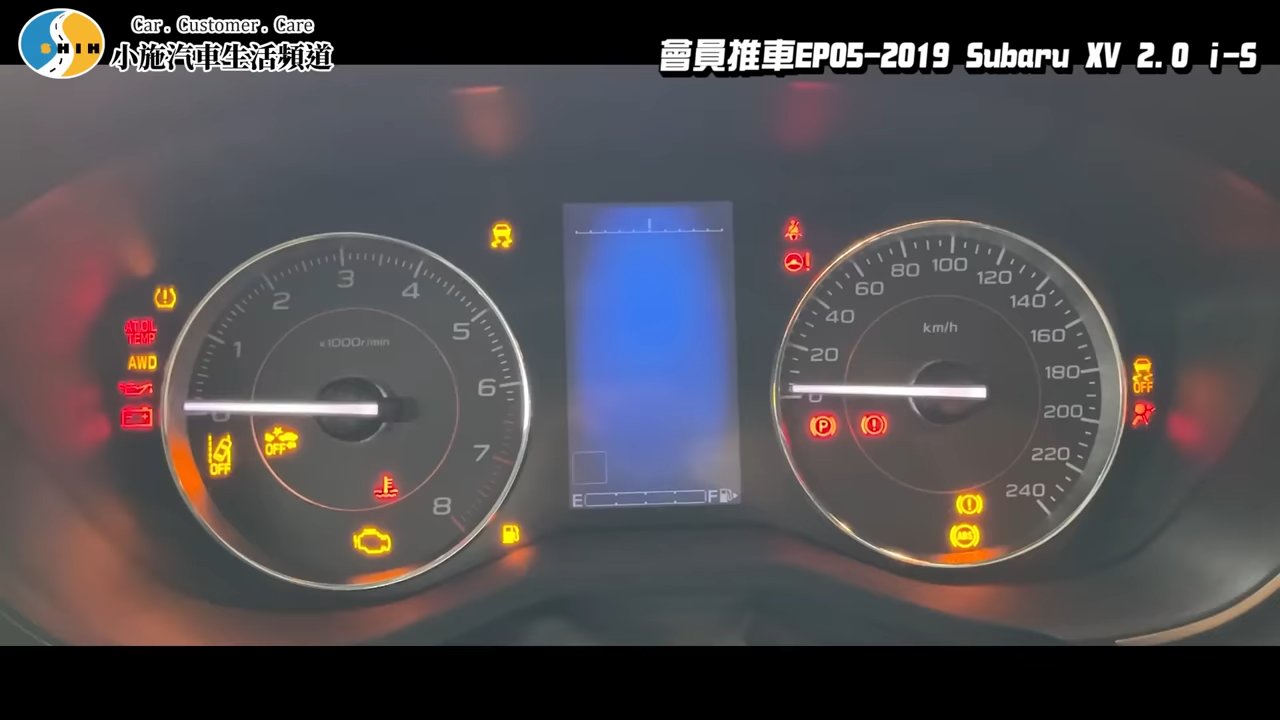 SHIH
Car. Customer. Care
小施汽車生活頻道
會員推車EP05-2019 Subaru XV 2.0 i-S
AT OIL
TEMP
AWD
OFF
OFF
0
1
2
3
4
5
6
7
8
x1000r/min
E
F
km/h
0
20
40
60
80
100
120
140
160
180
200
220
240
P
ABS
OFF